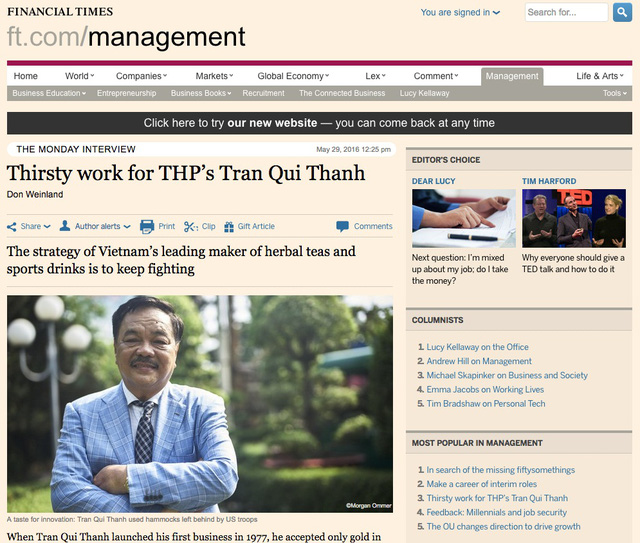 FINANCIAL TIMES
You are signed in
Search for...
ft.com/management
Home World Companies Markets Global Economy Lex Comment Management Life & Arts
Business Education Entrepreneurship Business Books Recruitment The Connected Business Lucy Kellaway Tools
Click here to try our new website — you can come back at any time
THE MONDAY INTERVIEW
May 29, 2016 12:25 pm
Thirsty work for THP's Tran Qui Thanh
Don Weinland
Share Author alerts Print Clip Gift Article Comments
The strategy of Vietnam's leading maker of herbal teas and
sports drinks is to keep fighting
©Morgan Ommer
A taste for innovation: Tran Qui Thanh used hammocks left behind by US troops
When Tran Qui Thanh launched his first business in 1977, he accepted only gold in
EDITOR'S CHOICE
DEAR LUCY
Next question: I'm mixed
up about my job; do I take
the money?
TIM HARFORD
TED
Why everyone should give a
TED talk and how to do it
COLUMNISTS
1. Lucy Kellaway on the Office
2. Andrew Hill on Management
3. Michael Skapinker on Business and Society
4. Emma Jacobs on Working Lives
5. Tim Bradshaw on Personal Tech
MOST POPULAR IN MANAGEMENT
1. In search of the missing fiftysomethings
2. Make a career of interim roles
3. Thirsty work for THP's Tran Qui Thanh
4. Feedback: Millennials and job security
5. The OU changes direction to drive growth